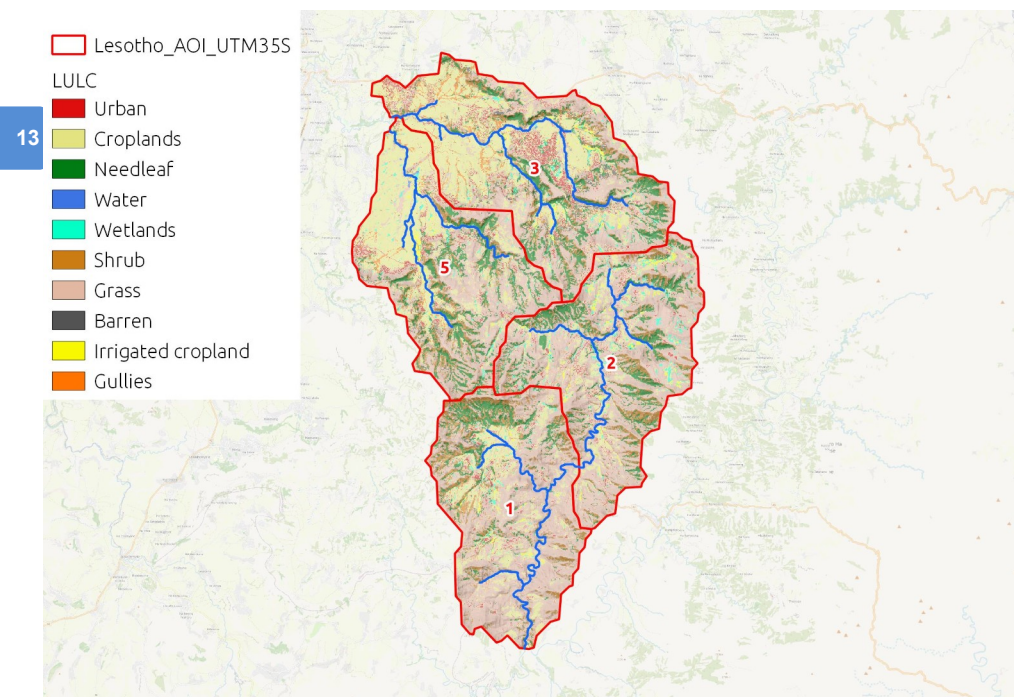 Lesotho_AOI_UTM35S
LULC
Urban
13
Croplands
Needleaf
Water
Wetlands
Shrub
Grass
Barren
Irrigated cropland
Gullies
3
5
2
1